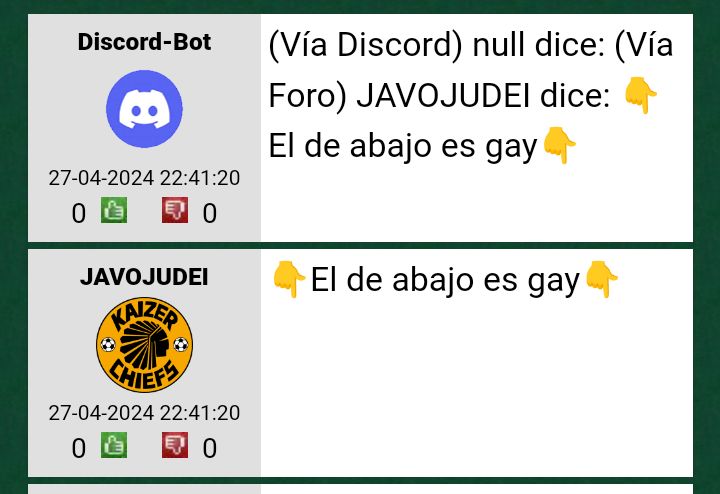 Discord-Bot
27-04-2024 22:41:20
0 0
(Vía Discord) null dice: (Vía
Foro) JAVOJUDEI dice: 👇
El de abajo es gay👇
JAVOJUDEI
KAIZER
CHIEFS
27-04-2024 22:41:20
0 0
👇El de abajo es gay👇